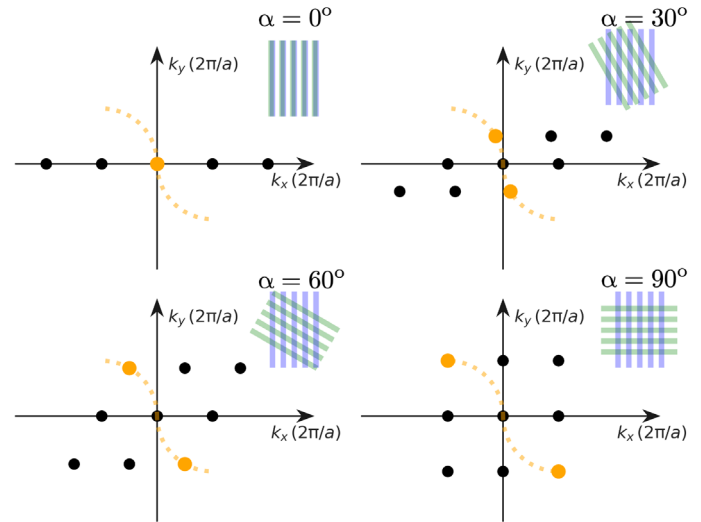 α = 0°
k_y (2π/a)
k_x (2π/a)
α = 30°
k_y (2π/a)
k_x (2π/a)
α = 60°
k_y (2π/a)
k_x (2π/a)
α = 90°
k_y (2π/a)
k_x (2π/a)